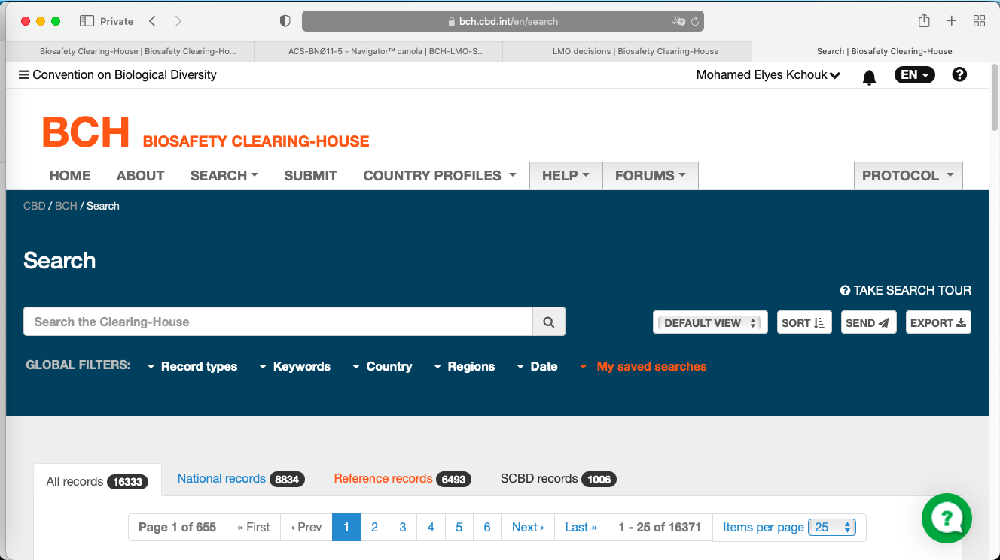 Private
bch.cbd.int/en/search
Biosafety Clearing-House | Biosafety Clearing-Ho...
ACS-BNØ11-5 - Navigator™ canola | BCH-LMO-S...
LMO decisions | Biosafety Clearing-House
Search | Biosafety Clearing-House
Convention on Biological Diversity
Mohamed Elyes Kchouk
EN
BCH BIOSAFETY CLEARING-HOUSE
HOME ABOUT SEARCH SUBMIT COUNTRY PROFILES HELP FORUMS PROTOCOL
CBD / BCH / Search
Search
TAKE SEARCH TOUR
Search the Clearing-House
DEFAULT VIEW SORT SEND EXPORT
GLOBAL FILTERS: Record types Keywords Country Regions Date My saved searches
All records 16333 National records 8834 Reference records 6493 SCBD records 1006
Page 1 of 655 « First ‹ Prev 1 2 3 4 5 6 Next › Last » 1 - 25 of 16371 Items per page 25